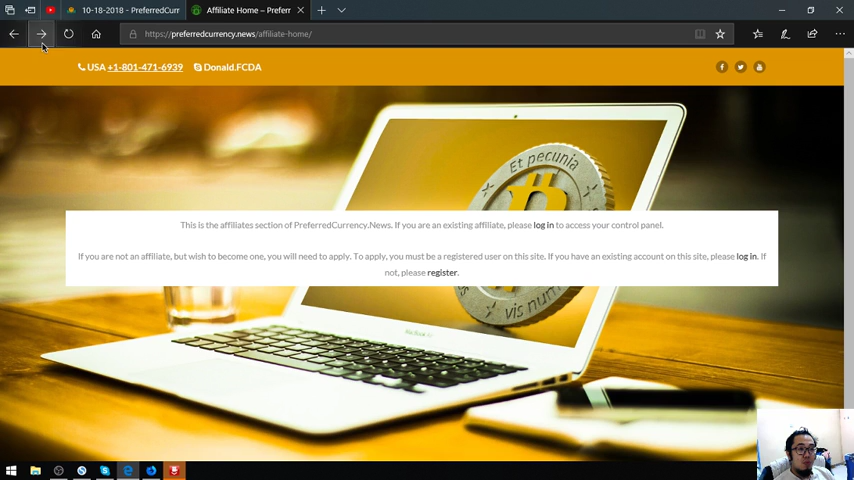 10-18-2018 - PreferredCurr
Affiliate Home – Preferr
https://preferredcurrency.news/affiliate-home/
USA +1-801-471-6939
Donald.FCDA
Et pecunia
This is the affiliates section of PreferredCurrency.News. If you are an existing affiliate, please log in to access your control panel.
If you are not an affiliate, but wish to become one, you will need to apply. To apply, you must be a registered user on this site. If you have an existing account on this site, please log in. If
not, please register.
vis num
MacBook Air